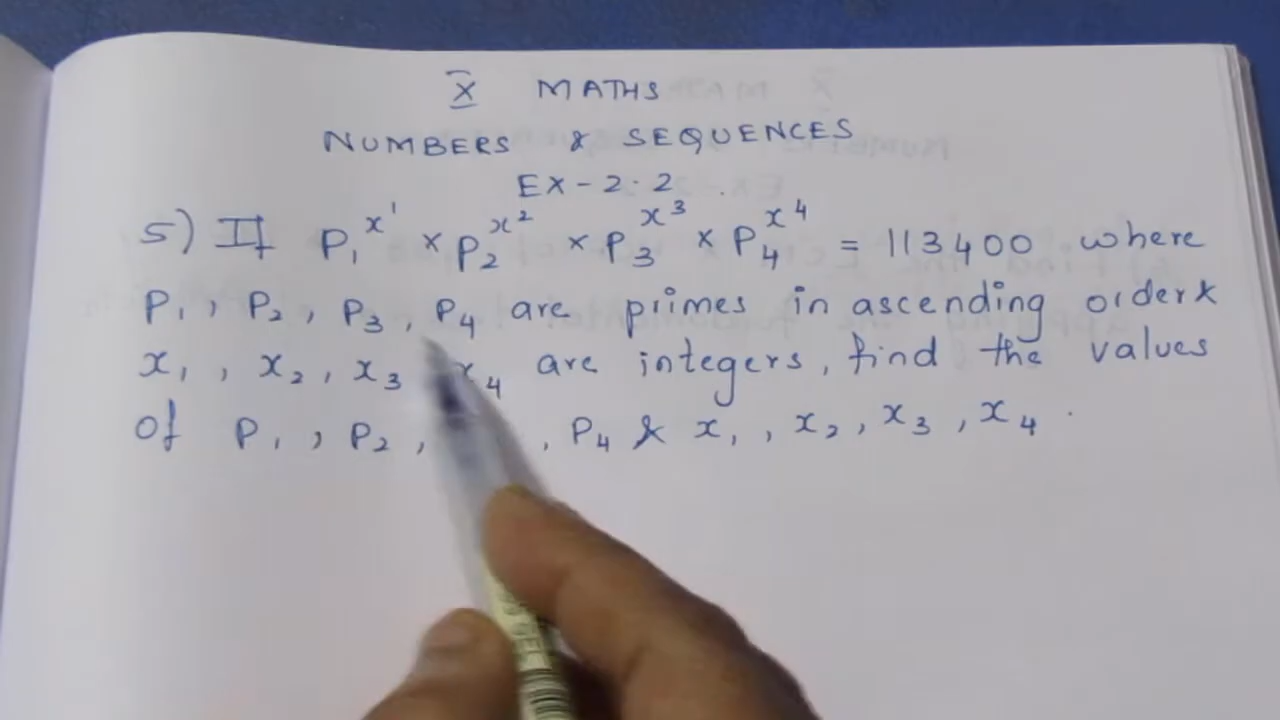 X MATHS
NUMBERS & SEQUENCES
EX-2.2
5) If P₁^x1 × P₂^x2 × P₃^x3 × P₄^x4 = 113400 where
P₁, P₂, P₃, P₄ are primes in ascending order &
x₁, x₂, x₃ x₄ are integers, find the values
of P₁, P₂, , P₄ & x₁, x₂, x₃, x₄.